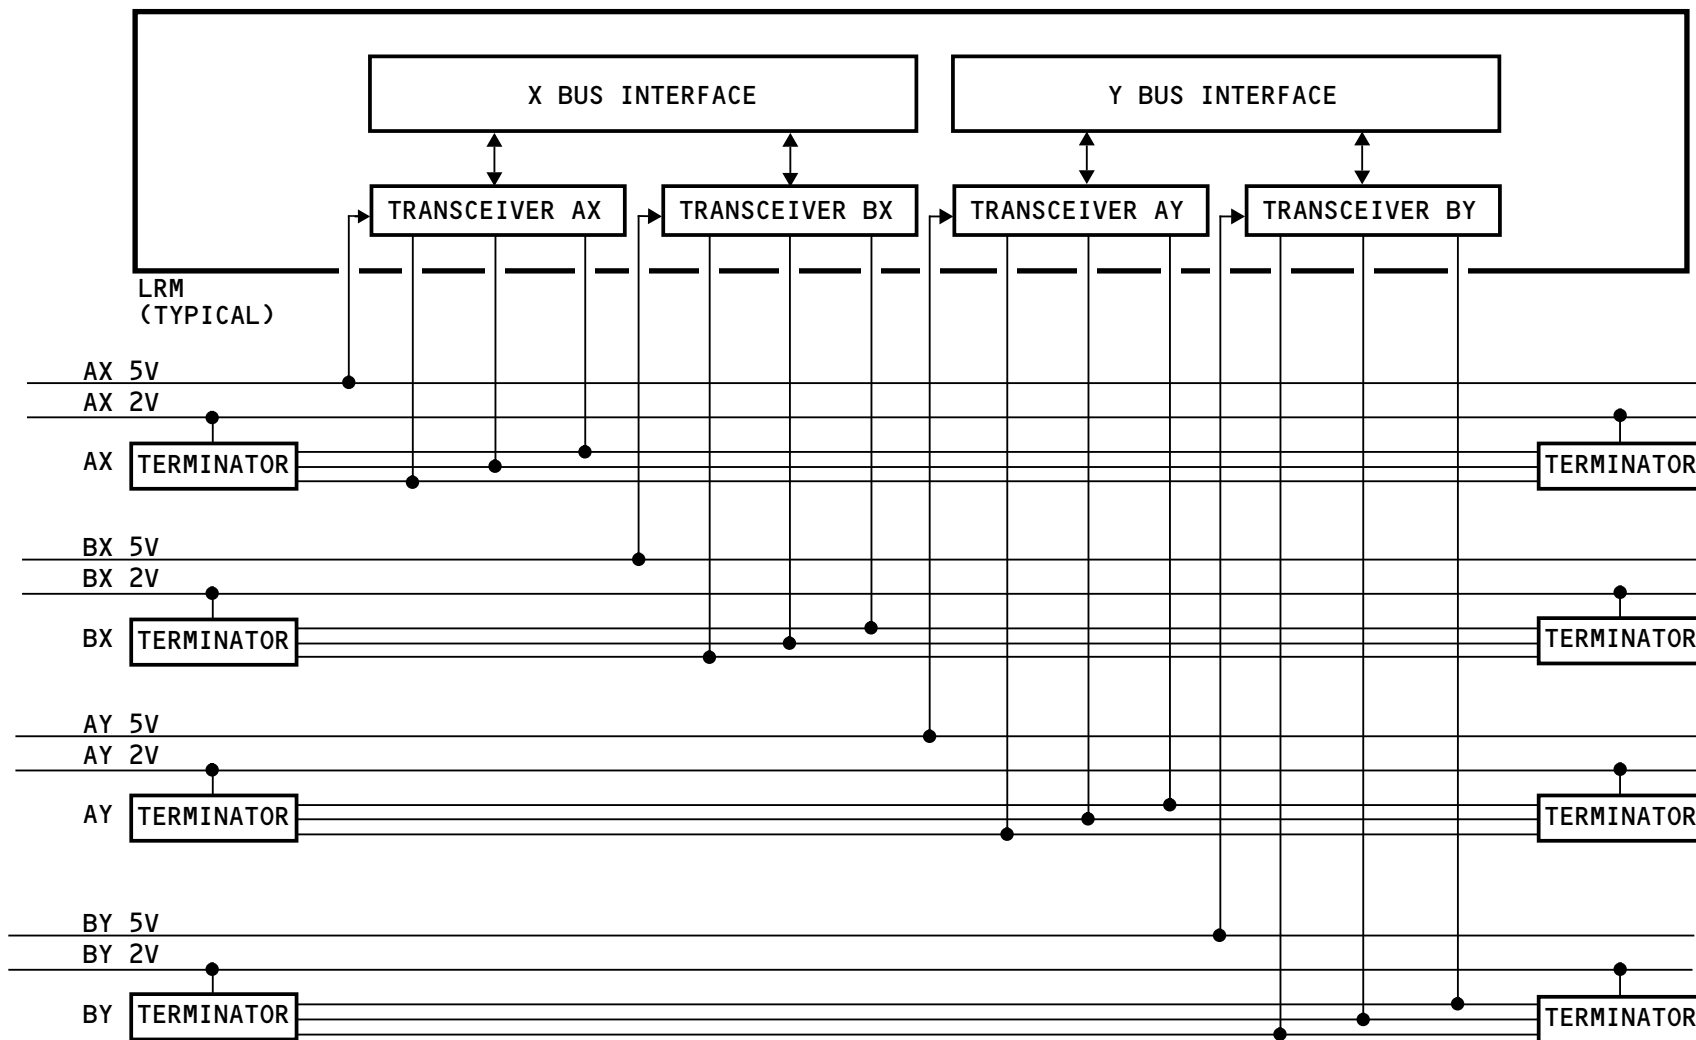 X BUS INTERFACE
Y BUS INTERFACE
TRANSCEIVER AX
TRANSCEIVER BX
TRANSCEIVER AY
TRANSCEIVER BY
LRM
(TYPICAL)
AX 5V
AX 2V
AX
TERMINATOR
TERMINATOR
BX 5V
BX 2V
BX
TERMINATOR
TERMINATOR
AY 5V
AY 2V
AY
TERMINATOR
TERMINATOR
BY 5V
BY 2V
BY
TERMINATOR
TERMINATOR